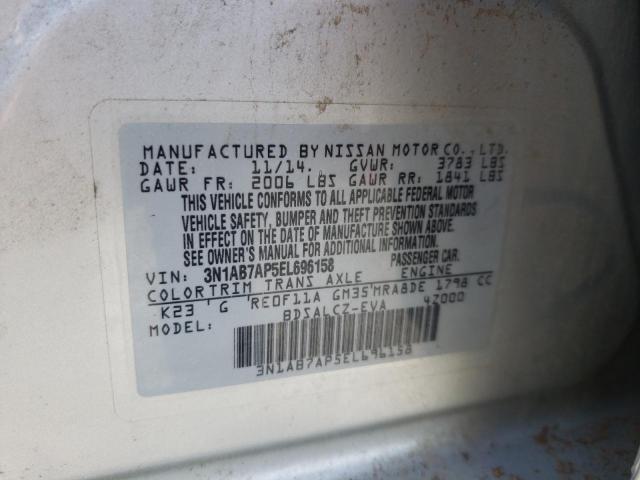 MANUFACTURED BY NISSAN MOTOR CO., LTD.
DATE: 11/14. GVWR: 3783 LBS
GAWR FR: 2006 LBS GAWR RR: 1841 LBS
THIS VEHICLE CONFORMS TO ALL APPLICABLE FEDERAL MOTOR
VEHICLE SAFETY, BUMPER AND THEFT PREVENTION STANDARDS
IN EFFECT ON THE DATE OF MANUFACTURE SHOWN ABOVE.
SEE OWNER'S MANUAL FOR ADDITIONAL INFORMATION.
VIN: 3N1AB7AP5EL696158 PASSENGER CAR.
COLOR TRIM TRANS AXLE ENGINE
K23 G RE0F11A GM35 MRA8DE 1798 CC
MODEL: BDSALCZ-EVA 47000
3N1AB7AP5EL696158